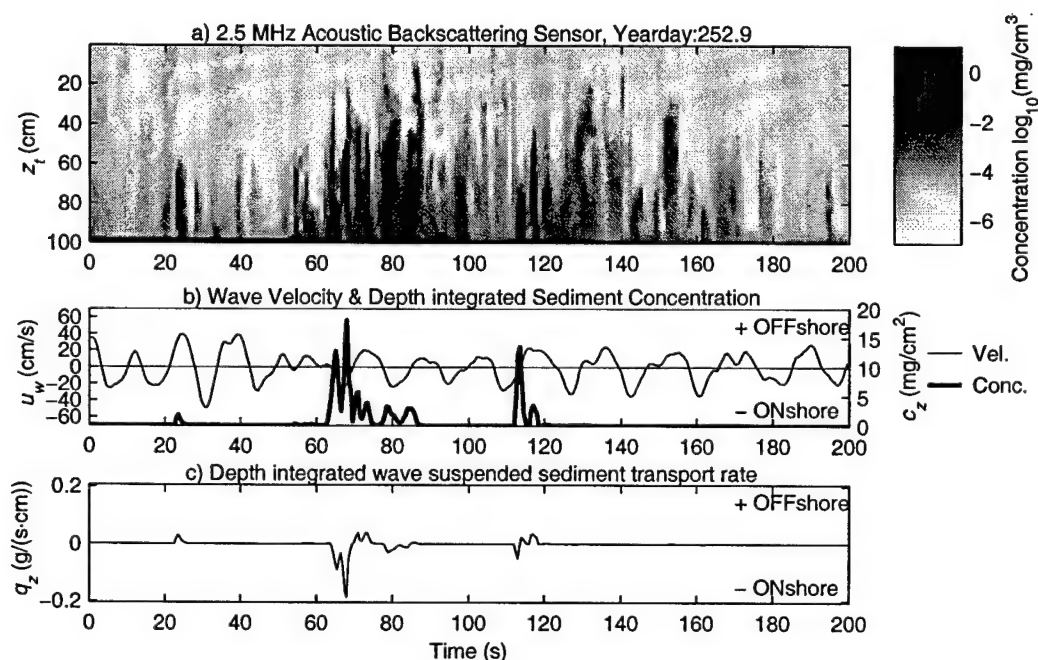 a) 2.5 MHz Acoustic Backscattering Sensor, Yearday:252.9
20
40
60
80
100
z_t (cm)
0 20 40 60 80 100 120 140 160 180 200
0
−2
−4
−6
Concentration log10(mg/cm3
b) Wave Velocity & Depth integrated Sediment Concentration
60
40
20
0
−20
−40
−60
u_w (cm/s)
+ OFFshore
− ONshore
20
15
10
5
0
c_z (mg/cm2)
Vel.
Conc.
0 20 40 60 80 100 120 140 160 180 200
c) Depth integrated wave suspended sediment transport rate
0.2
0
−0.2
q_z (g/(s·cm))
+ OFFshore
− ONshore
0 20 40 60 80 100 120 140 160 180 200
Time (s)